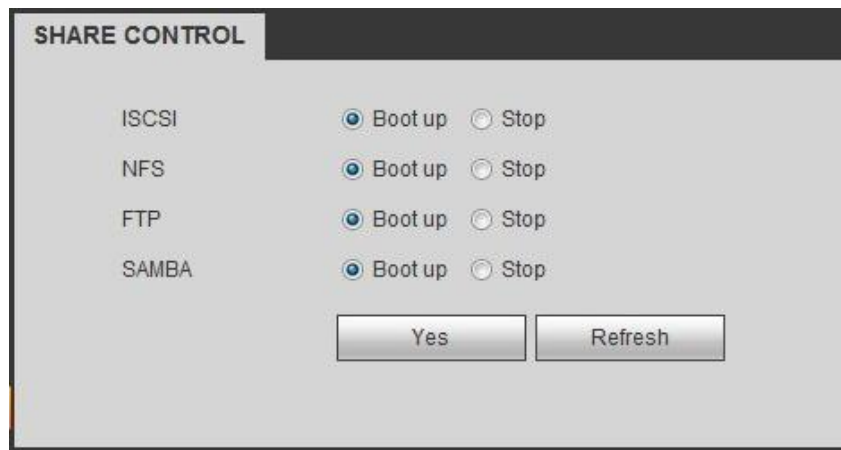 SHARE CONTROL
ISCSI Boot up Stop
NFS Boot up Stop
FTP Boot up Stop
SAMBA Boot up Stop
Yes Refresh